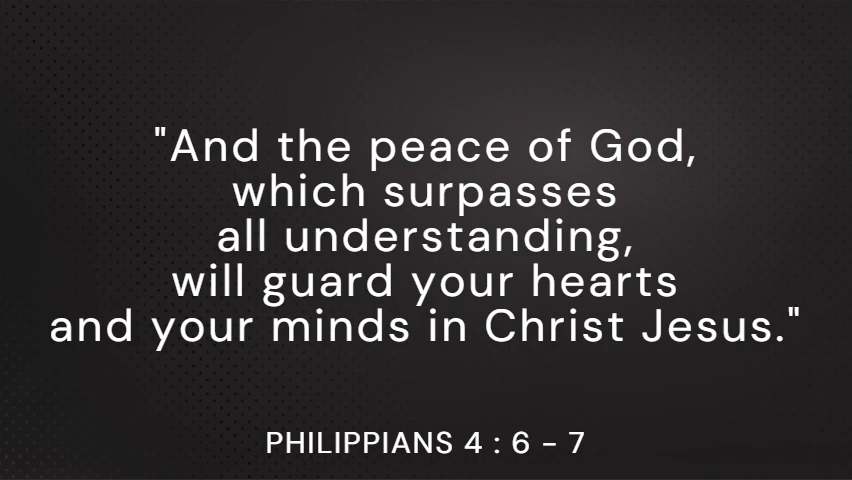 "And the peace of God,
which surpasses
all understanding,
will guard your hearts
and your minds in Christ Jesus."
PHILIPPIANS 4 : 6 – 7